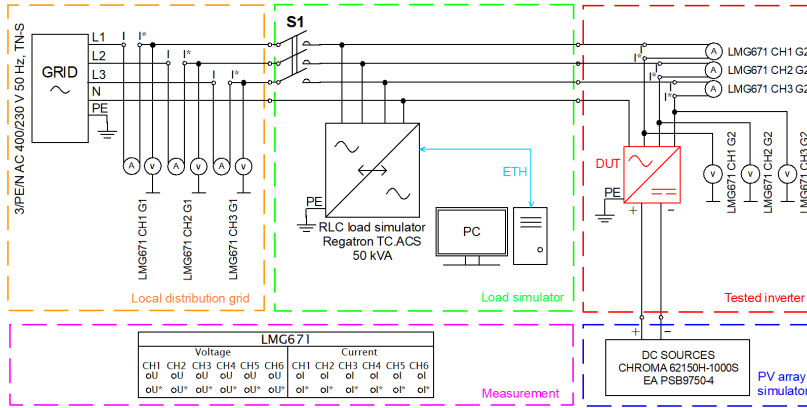 3/PE/N AC 400/230 V 50 Hz, TN-S
GRID
L1
L2
L3
N
PE
I
I*
I
I*
I
I*
A
V
A
V
A
V
LMG671 CH1 G1
LMG671 CH2 G1
LMG671 CH3 G1
Local distribution grid
S1
PE
RLC load simulator
Regatron TC.ACS
50 kVA
ETH
PC
Load simulator
I
I*
I
I*
I
I*
A
LMG671 CH1 G2
A
LMG671 CH2 G2
A
LMG671 CH3 G2
DUT
PE
+
−
V
LMG671 CH1 G2
V
LMG671 CH2 G2
V
LMG671 CH3 G2
Tested inverter
LMG671
Voltage
Current
CH1 CH2 CH3 CH4 CH5 CH6 CH1 CH2 CH3 CH4 CH5 CH6
oU oU oU oU oU oU oI oI oI oI oI oI
oU* oU* oU* oU* oU* oU* oI* oI* oI* oI* oI* oI*
Measurement
DC SOURCES
CHROMA 62150H-1000S
EA PSB9750-4
PV array
simulator